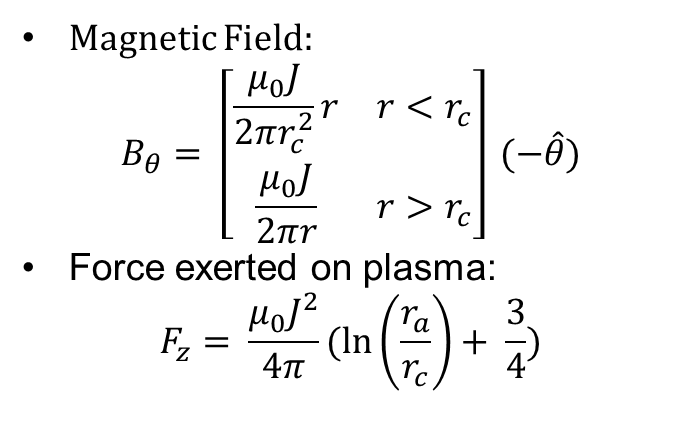 • Magnetic Field:
B_θ = [ μ₀J / 2πr_c² r   r < r_c
μ₀J / 2πr   r > r_c ] (−θ̂)
• Force exerted on plasma:
F_z = μ₀J² / 4π (ln(r_a / r_c) + 3/4)